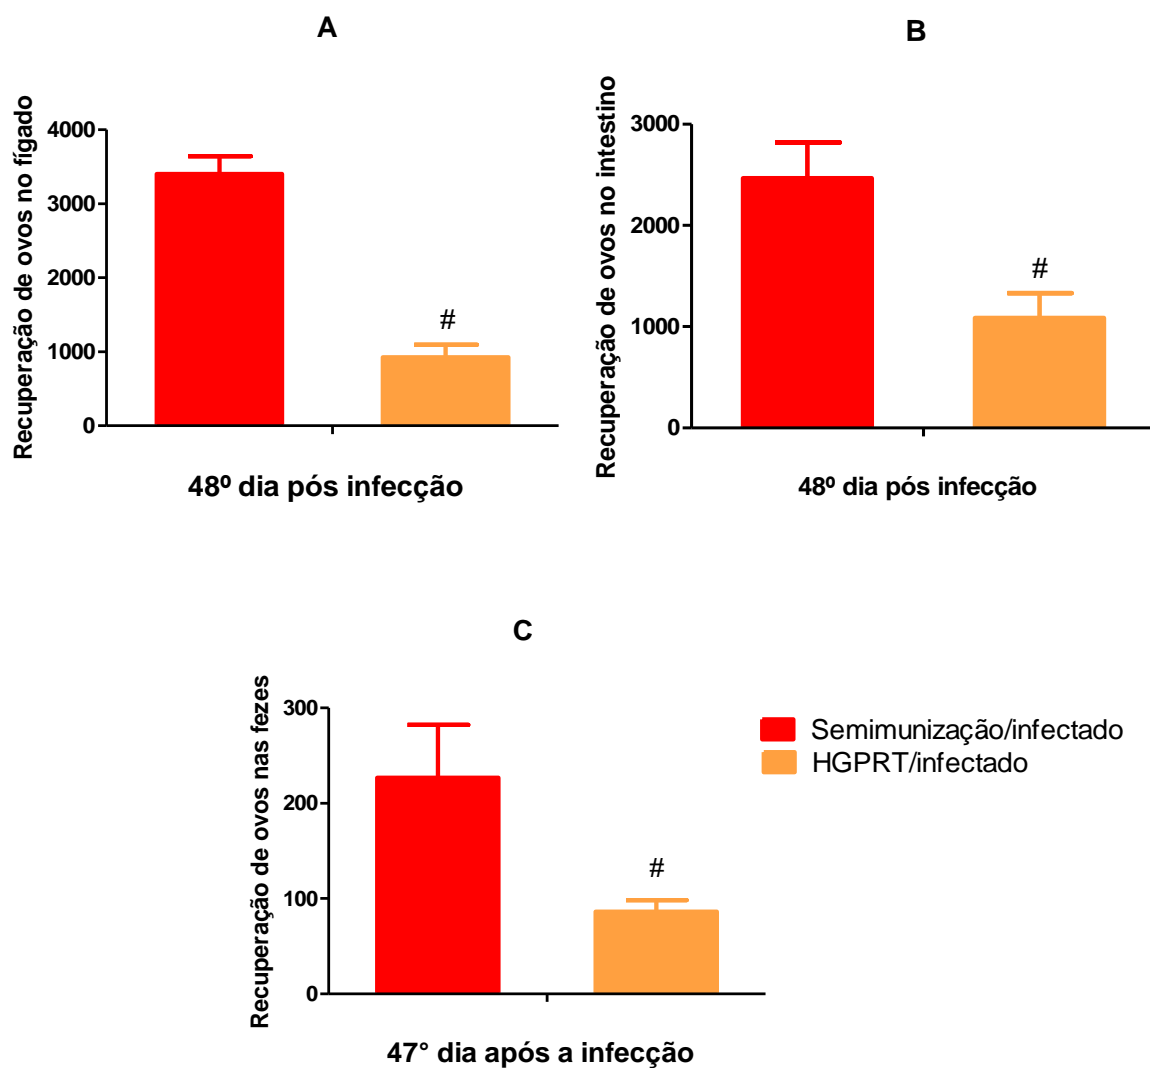 A
Recuperação de ovos no fígado
4000
3000
2000
1000
0
#
48º dia pós infecção
B
Recuperação de ovos no intestino
3000
2000
1000
0
#
48º dia pós infecção
C
Recuperação de ovos nas fezes
300
200
100
0
#
47° dia após a infecção
Semimunização/infectado
HGPRT/infectado